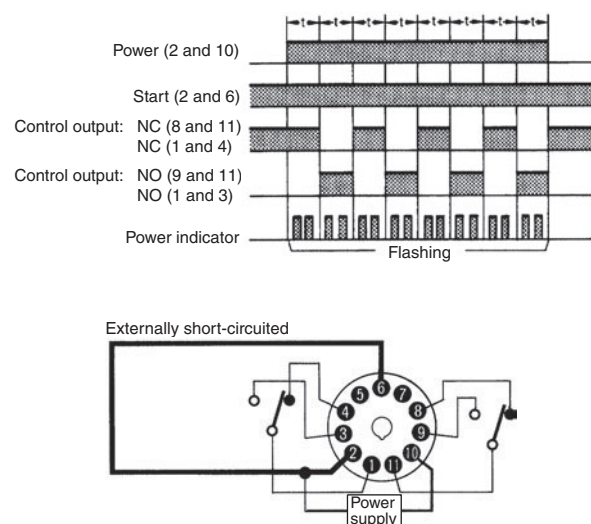 t t t t t t t t
Power (2 and 10)
Start (2 and 6)
Control output: NC (8 and 11)
NC (1 and 4)
Control output: NO (9 and 11)
NO (1 and 3)
Power indicator
Flashing
Externally short-circuited
6
5 7
4 8
3 9
2 10
1 11
Power
supply